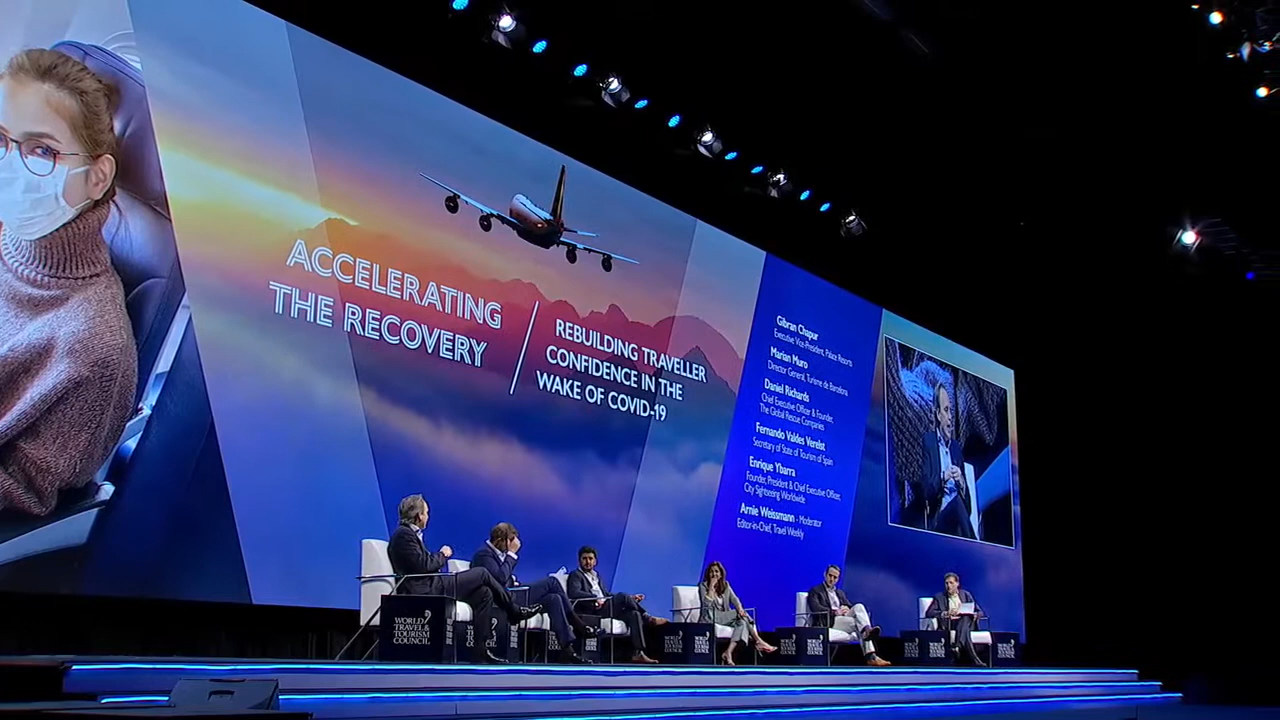 ACCELERATING
THE RECOVERY
REBUILDING TRAVELLER
CONFIDENCE IN THE
WAKE OF COVID-19
Gibran Chapur
Executive Vice-President, Palace Resorts
Marian Muro
Director General, Turisme de Barcelona
Daniel Richards
Chief Executive Officer & Founder,
The Global Rescue Companies
Fernando Valdes Verelst
Secretary of State of Tourism of Spain
Enrique Ybarra
Founder, President & Chief Executive Officer,
City Sightseeing Worldwide
Arnie Weissmann - Moderator
Editor-in-Chief, Travel Weekly
WORLD
TRAVEL &
TOURISM
COUNCIL